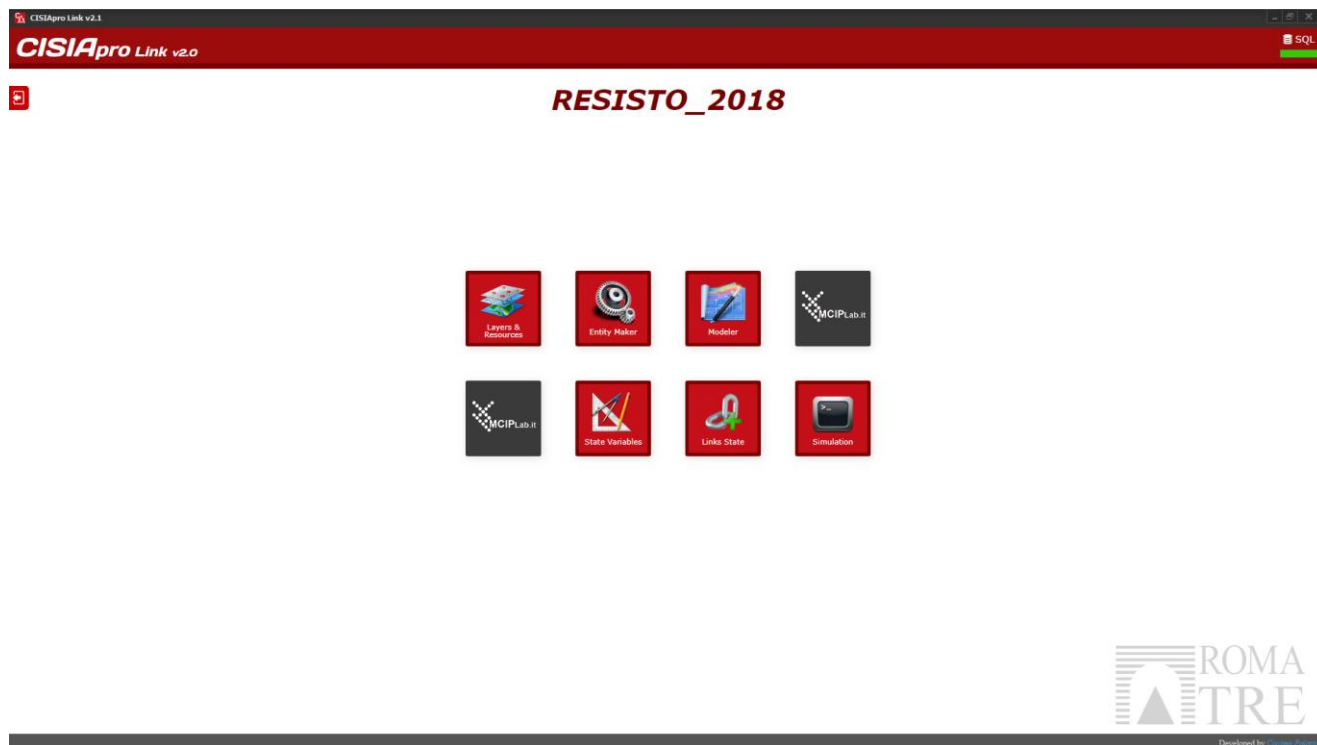 CISIApro Link v2.1
CISIApro Link v2.0
SQL
RESISTO_2018
Layers &
Resources
Entity Maker
Modeler
MCIPLab.it
MCIPLab.it
State Variables
Links State
Simulation
ROMA
TRE
Developed by